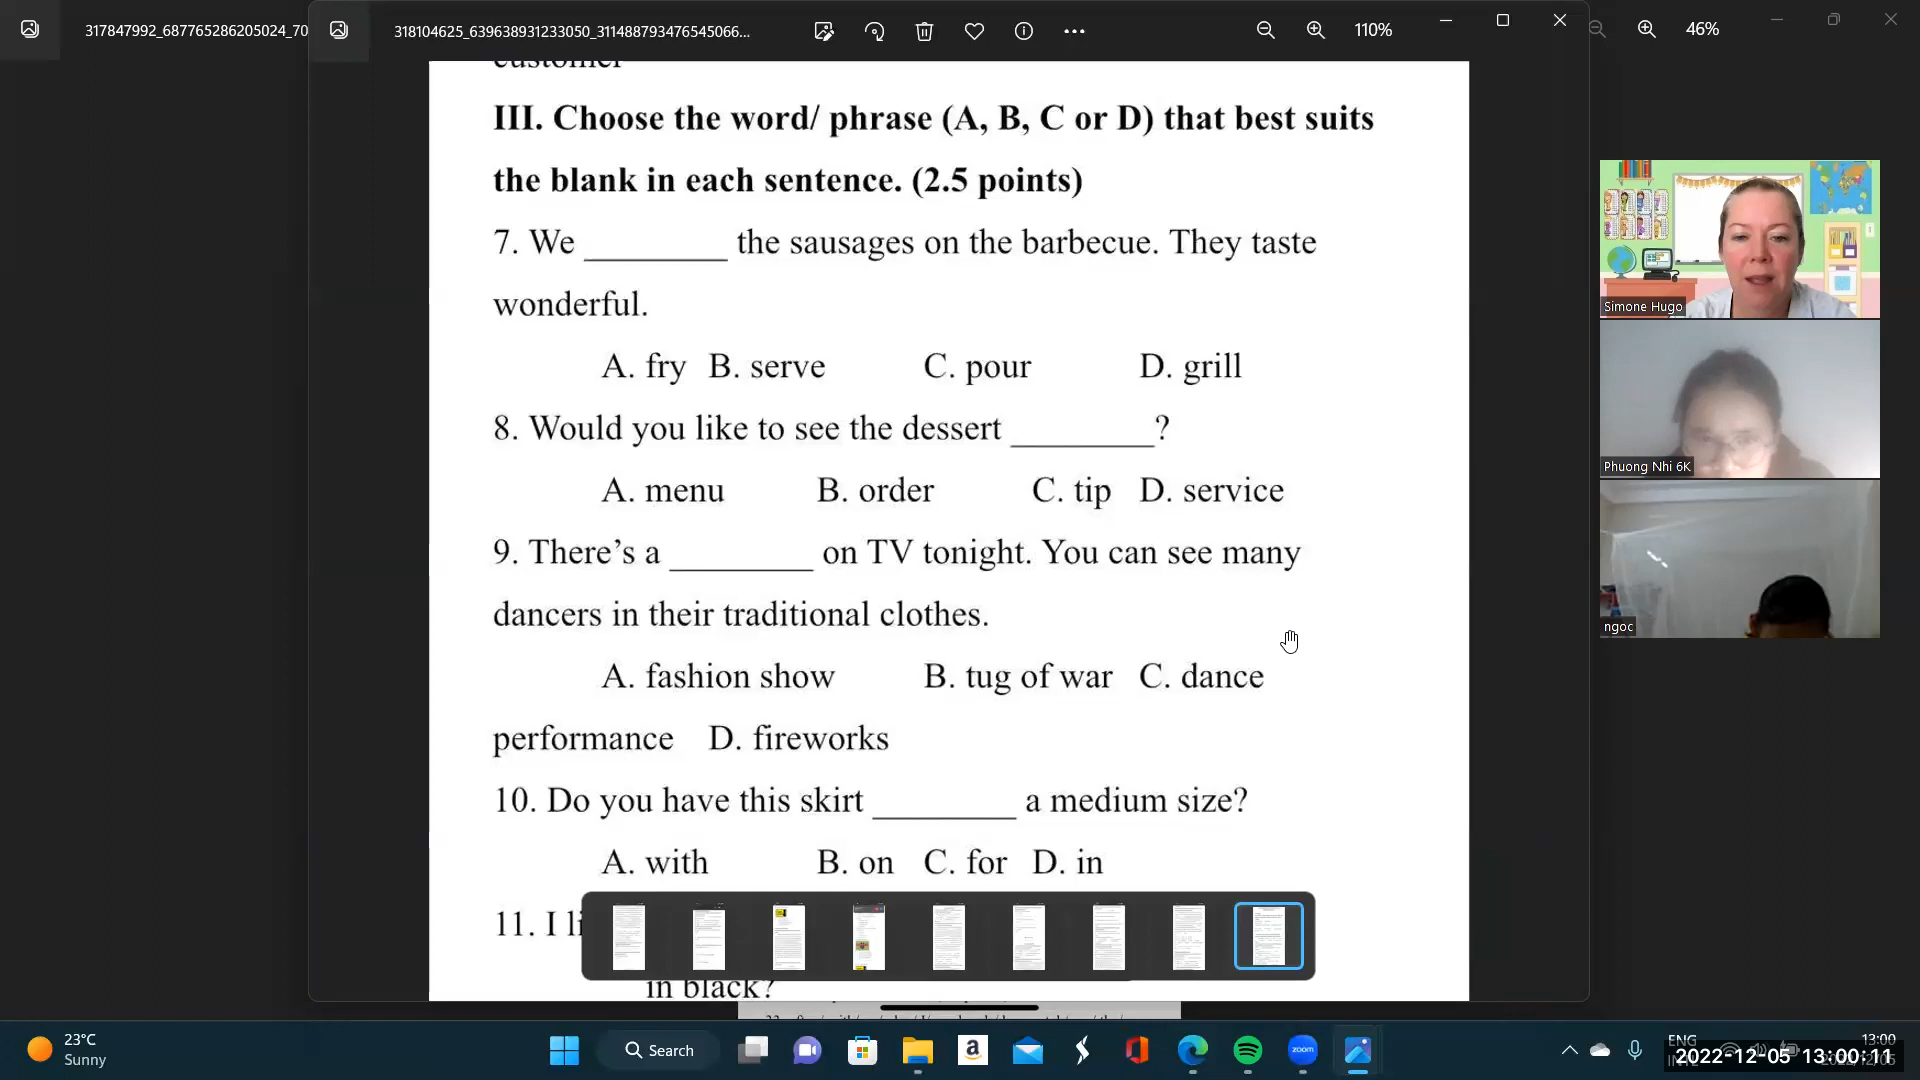 317847992_687765286205024_70
318104625_639638931233050_311488793476545066...
110%
46%
III. Choose the word/ phrase (A, B, C or D) that best suits
the blank in each sentence. (2.5 points)
7. We ________ the sausages on the barbecue. They taste
wonderful.
A. fry B. serve C. pour D. grill
8. Would you like to see the dessert ________?
A. menu B. order C. tip D. service
9. There’s a ________ on TV tonight. You can see many
dancers in their traditional clothes.
A. fashion show B. tug of war C. dance
performance D. fireworks
10. Do you have this skirt ________ a medium size?
A. with B. on C. for D. in
11. I li
in black?
Simone Hugo
Phuong Nhi 6K
ngoc
23°C
Sunny
Search
a
zoom
ENG
13:00
2022-12-05 13:00:11